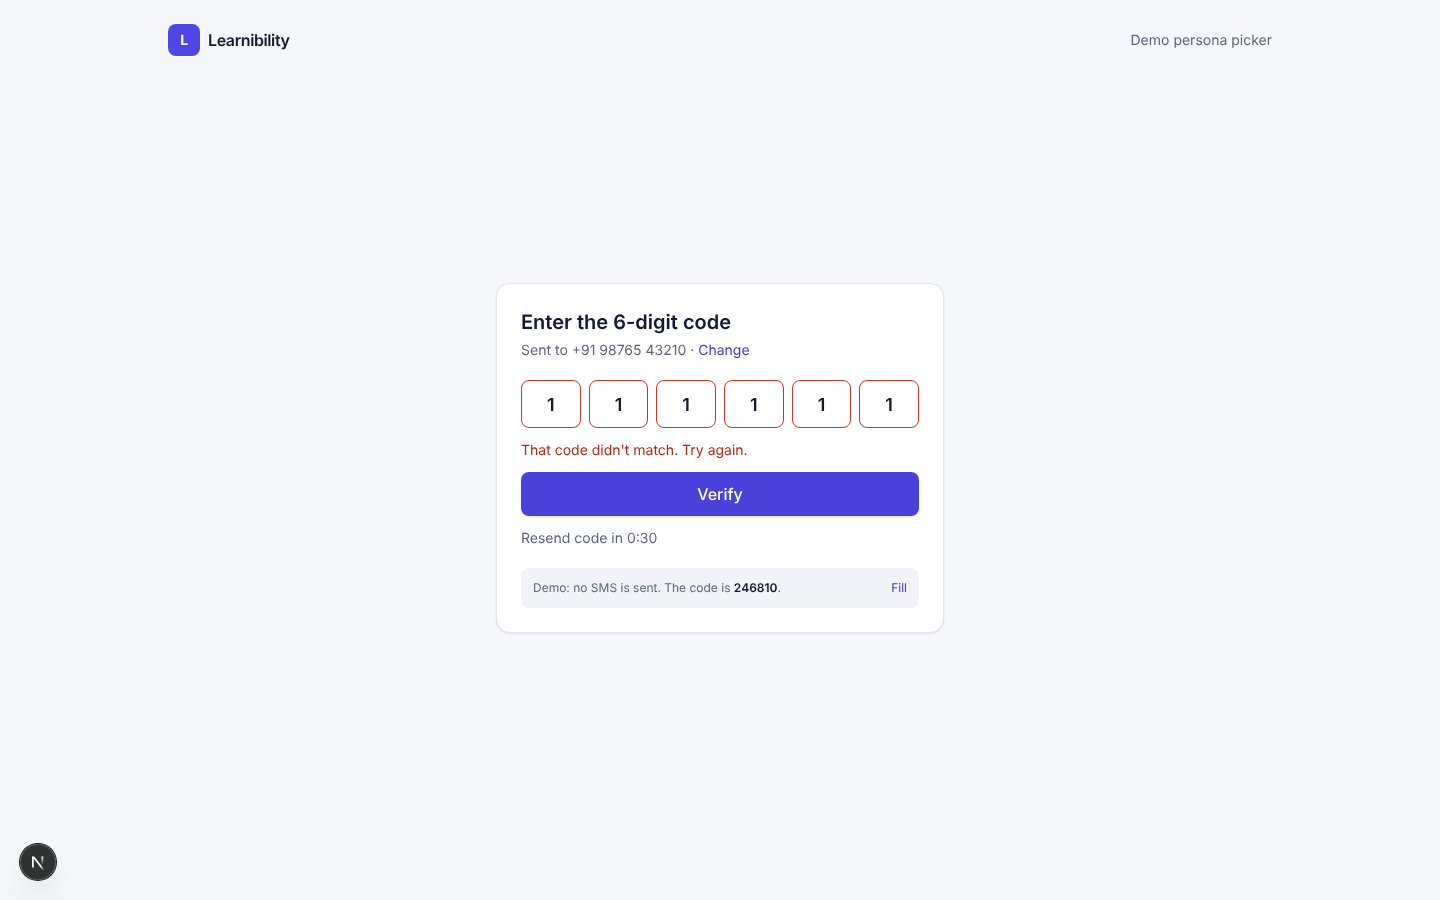 L Learnibility
Demo persona picker
Enter the 6-digit code
Sent to +91 98765 43210 · Change
1 1 1 1 1 1
That code didn't match. Try again.
Verify
Resend code in 0:30
Demo: no SMS is sent. The code is 246810. Fill
N